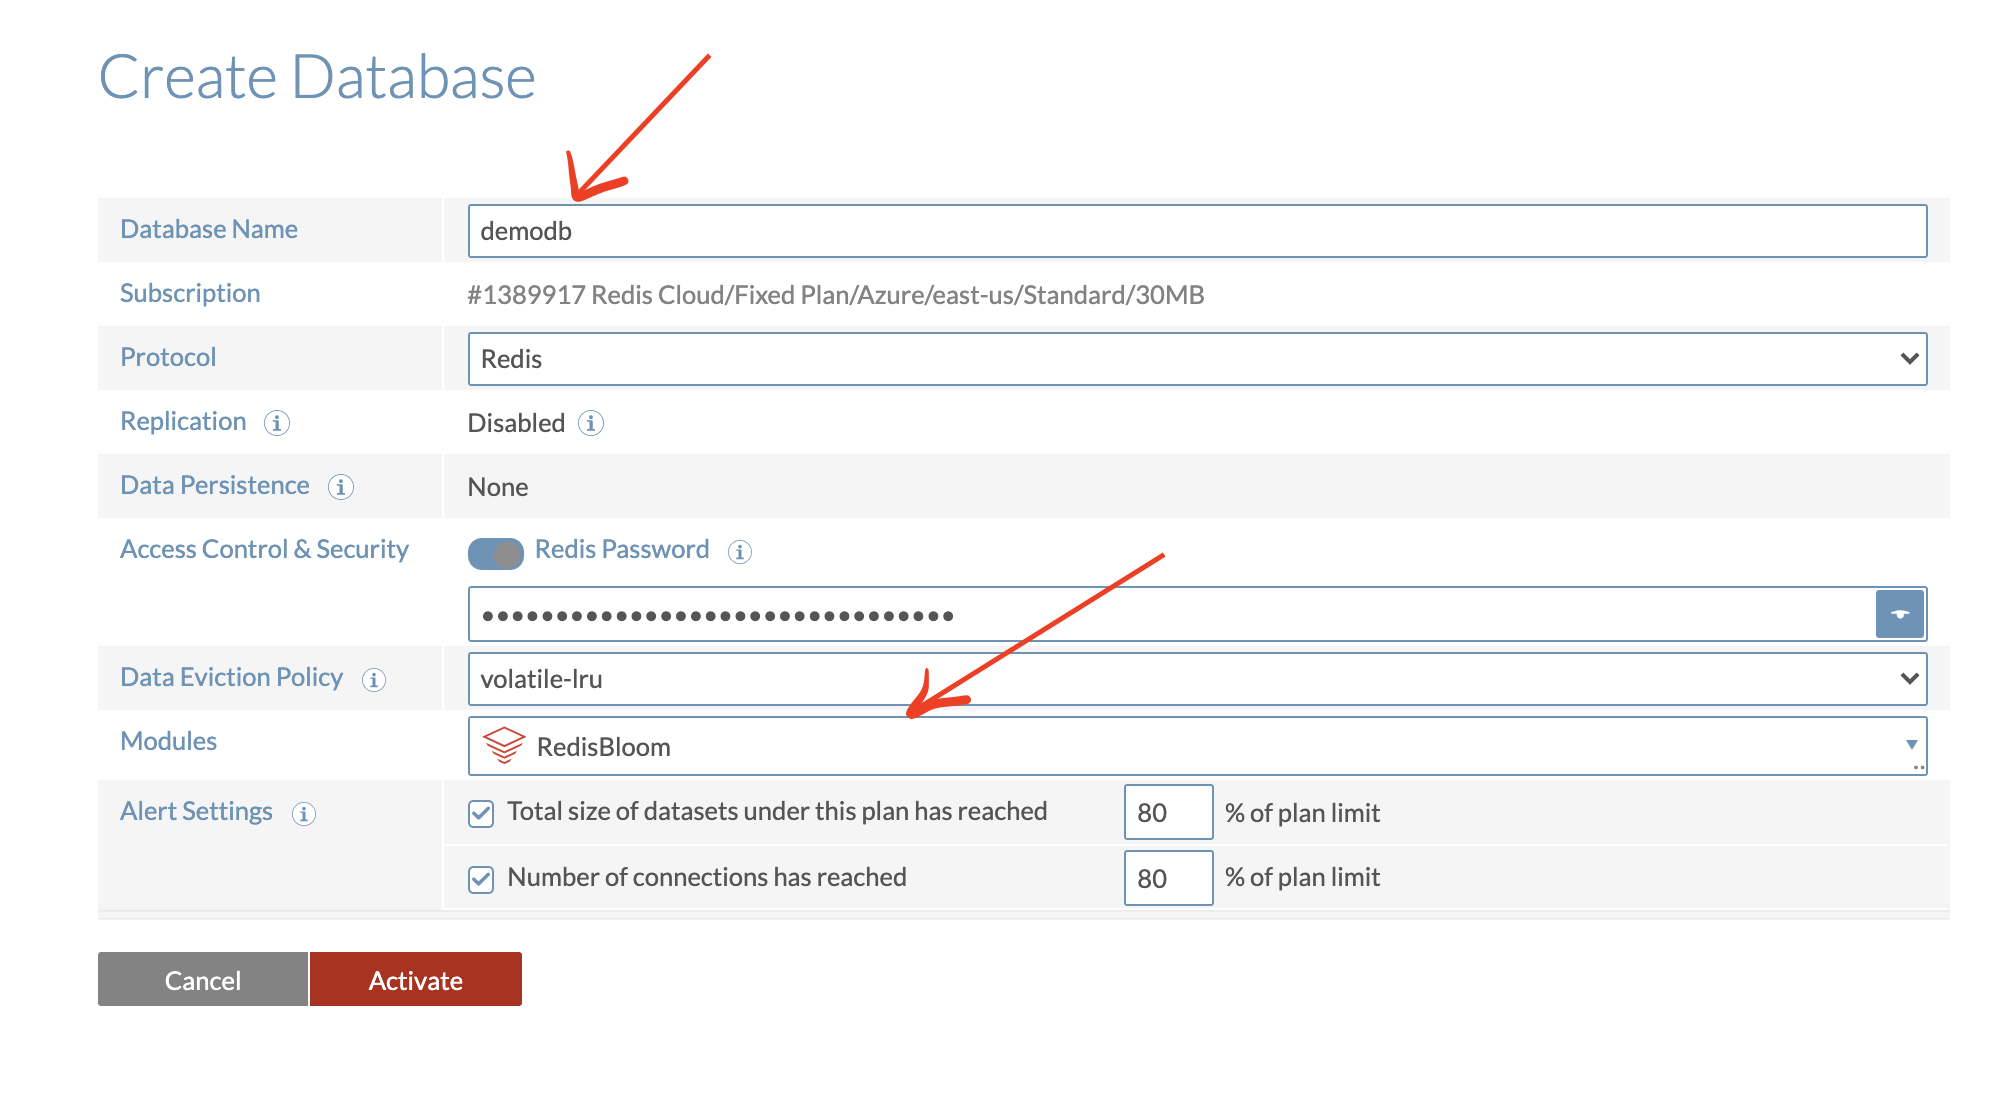 Create Database
Database Name demodb
Subscription #1389917 Redis Cloud/Fixed Plan/Azure/east-us/Standard/30MB
Protocol Redis
Replication Disabled
Data Persistence None
Access Control & Security Redis Password
Data Eviction Policy volatile-lru
Modules RedisBloom
Alert Settings Total size of datasets under this plan has reached 80 % of plan limit
Number of connections has reached 80 % of plan limit
Cancel Activate